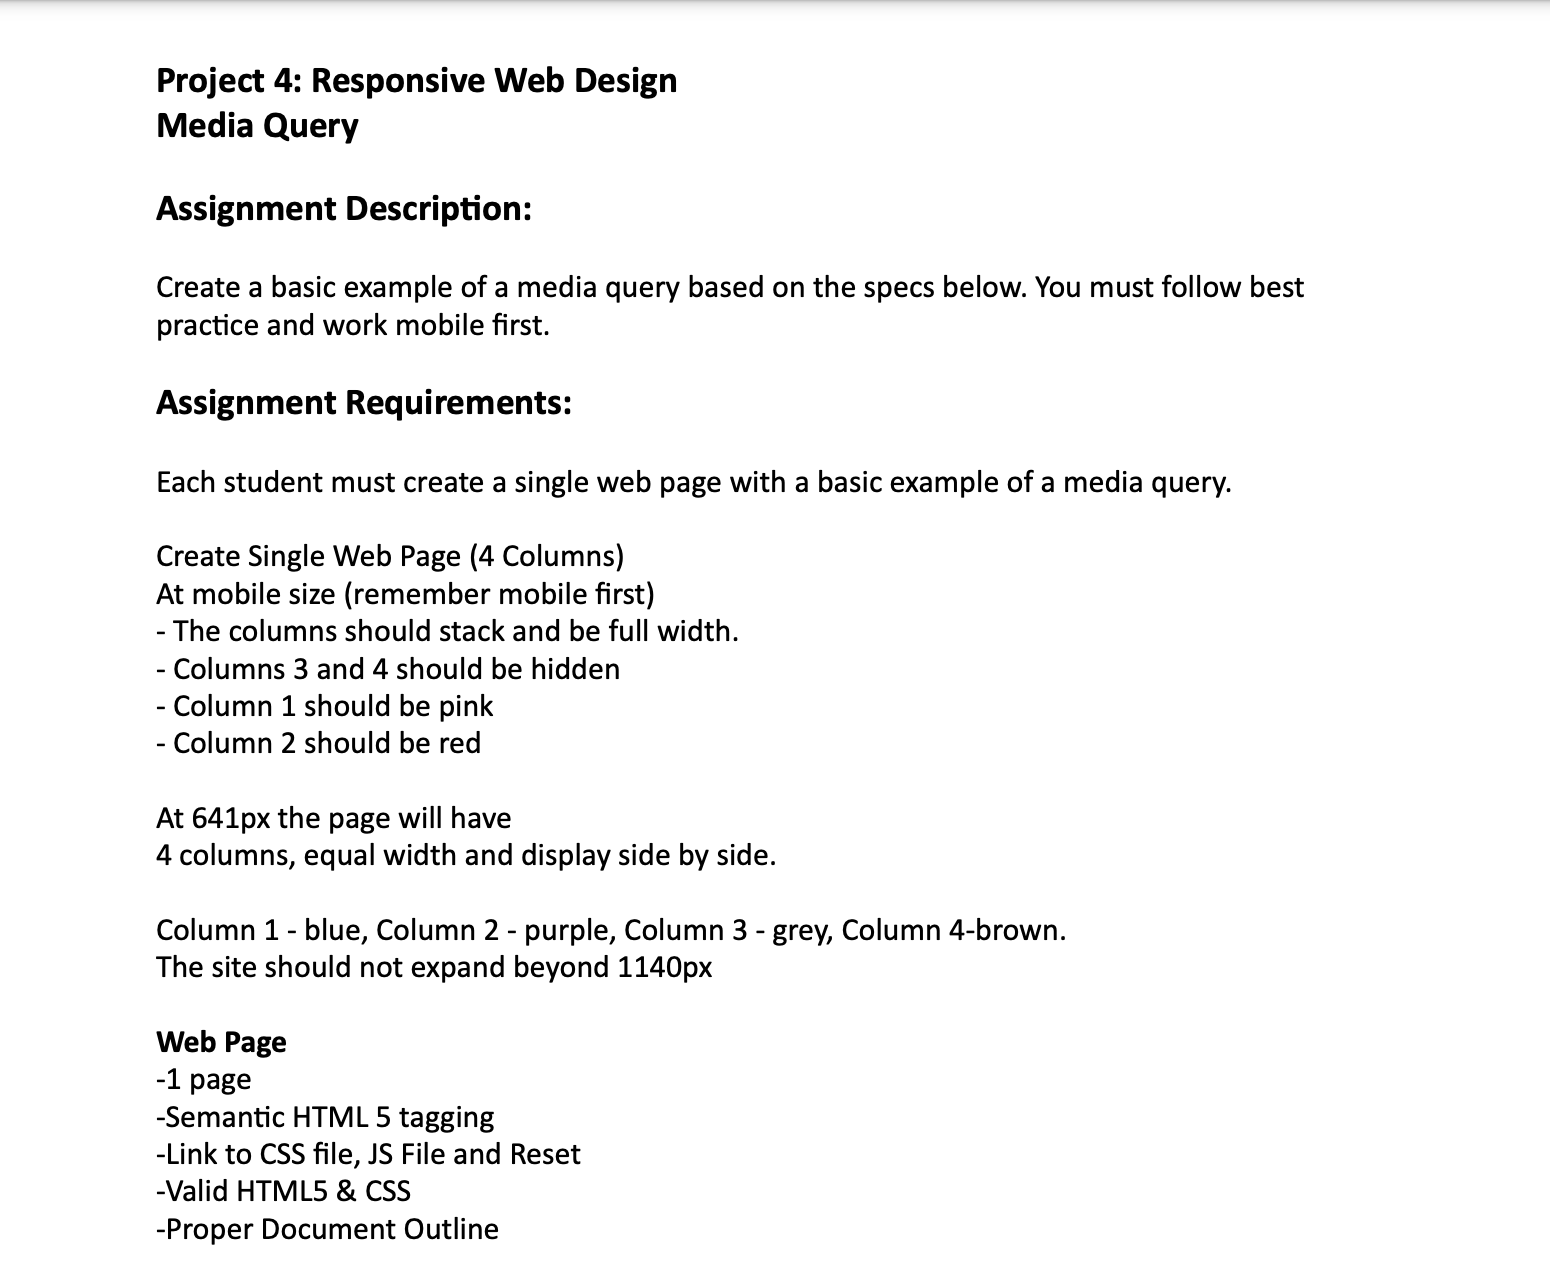 Project 4: Responsive Web Design
Media Query
Assignment Description:
Create a basic example of a media query based on the specs below. You must follow best
practice and work mobile first.
Assignment Requirements:
Each student must create a single web page with a basic example of a media query.
Create Single Web Page (4 Columns)
At mobile size (remember mobile first)
- The columns should stack and be full width.
- Columns 3 and 4 should be hidden
- Column 1 should be pink
- Column 2 should be red
At 641px the page will have
4 columns, equal width and display side by side.
Column 1 - blue, Column 2 - purple, Column 3 - grey, Column 4-brown.
The site should not expand beyond 1140px
Web Page
-1 page
-Semantic HTML 5 tagging
-Link to CSS file, JS File and Reset
-Valid HTML5 & CSS
-Proper Document Outline